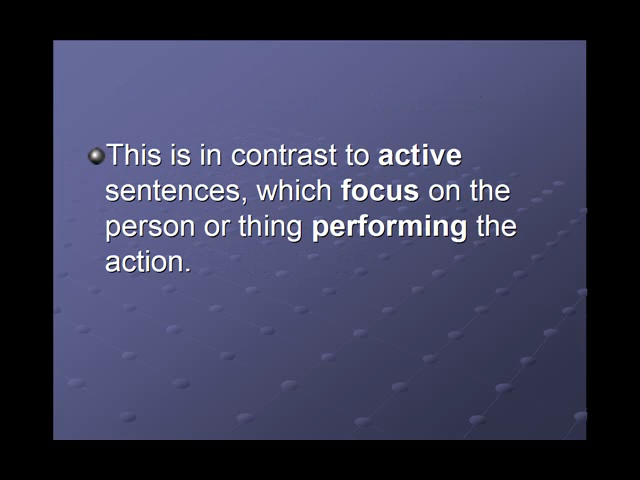 This is in contrast to active
sentences, which focus on the
person or thing performing the
action.